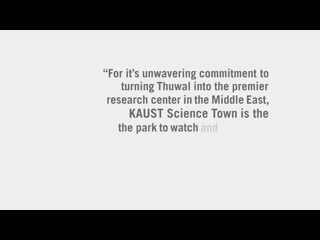 “For it’s unwavering commitment to
turning Thuwal into the premier
research center in the Middle East,
KAUST Science Town is the
the park to watch and